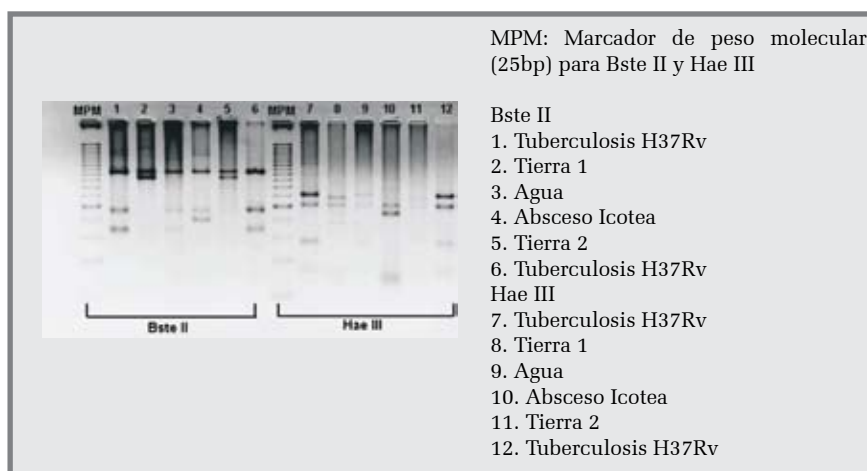 MPM: Marcador de peso molecular
(25bp) para Bste II y Hae III
MPM 1 2 3 4 5 6 MPM 7 8 9 10 11 12
Bste II
Hae III
Bste II
1. Tuberculosis H37Rv
2. Tierra 1
3. Agua
4. Absceso Icotea
5. Tierra 2
6. Tuberculosis H37Rv
Hae III
7. Tuberculosis H37Rv
8. Tierra 1
9. Agua
10. Absceso Icotea
11. Tierra 2
12. Tuberculosis H37Rv